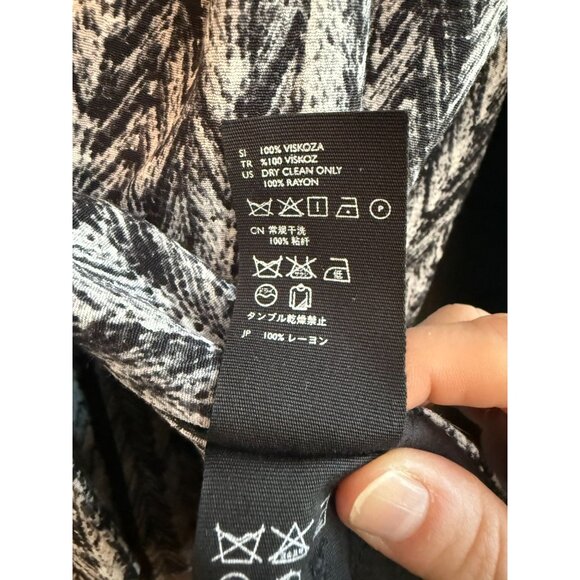 SI 100% VISKOZA
TR %100 VİSKOZ
US DRY CLEAN ONLY
100% RAYON
P
CN 常规干洗
100% 粘纤
タンブル乾燥禁止
JP 100% レーヨン